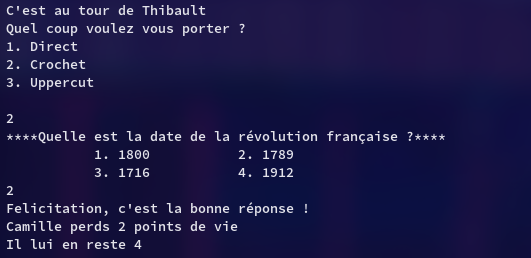 C'est au tour de Thibault
Quel coup voulez vous porter ?
1. Direct
2. Crochet
3. Uppercut
2
****Quelle est la date de la révolution française ?****
1. 1800 2. 1789
3. 1716 4. 1912
2
Felicitation, c'est la bonne réponse !
Camille perds 2 points de vie
Il lui en reste 4